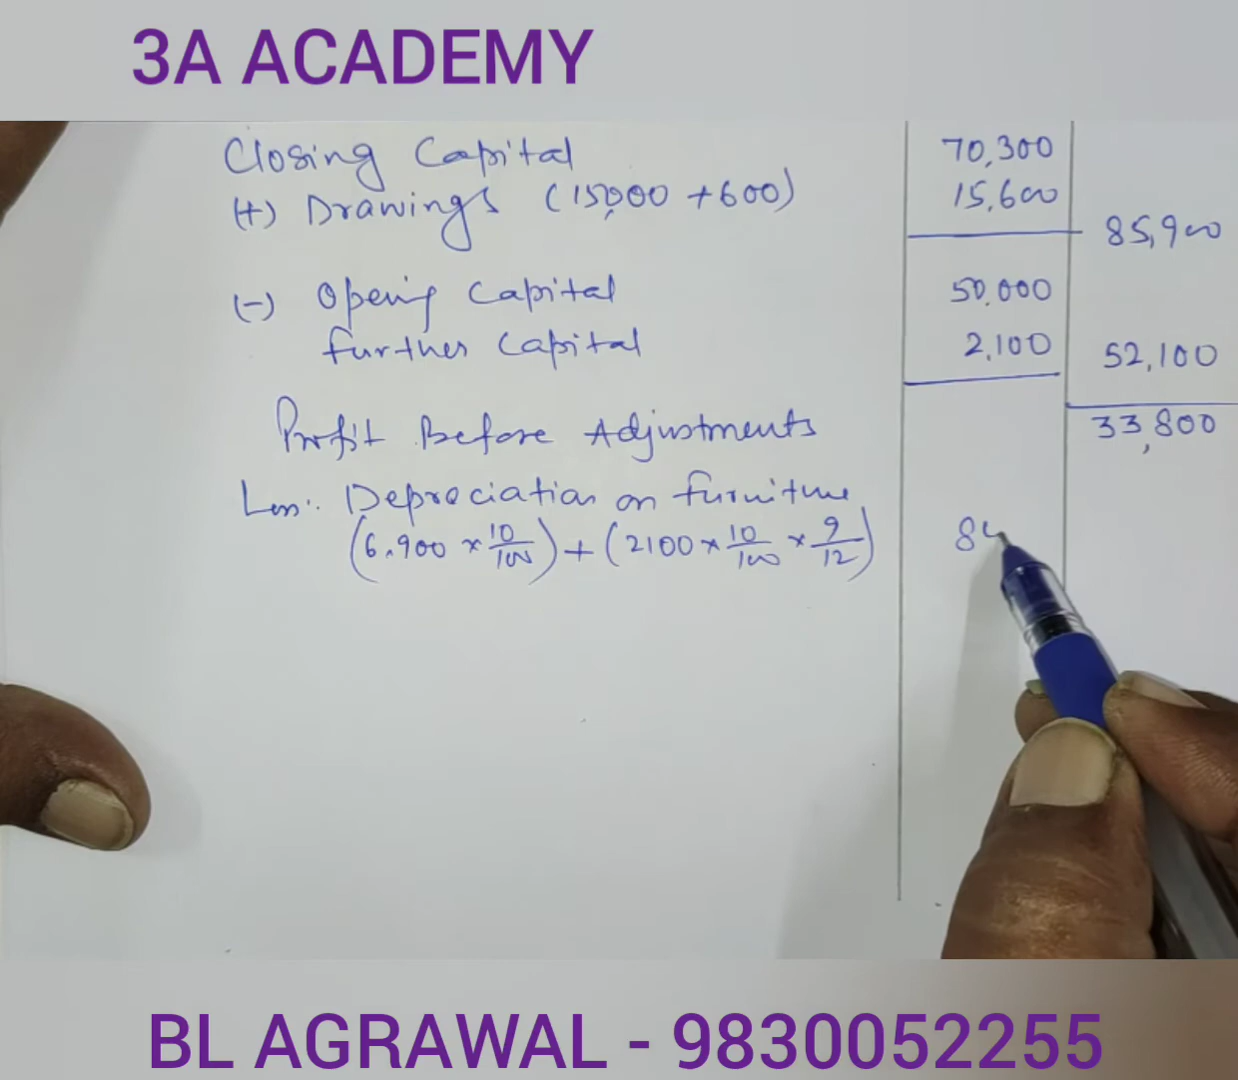 3A ACADEMY
Closing Capital 70,300
(+) Drawings (15,000 + 600) 15,600 85,900
(-) Opening Capital 50,000
further Capital 2,100 52,100
Profit Before Adjustments 33,800
Less: Depreciation on furniture
(6,900 × 10/100) + (2100 × 10/100 × 9/12) 84
BL AGRAWAL - 9830052255